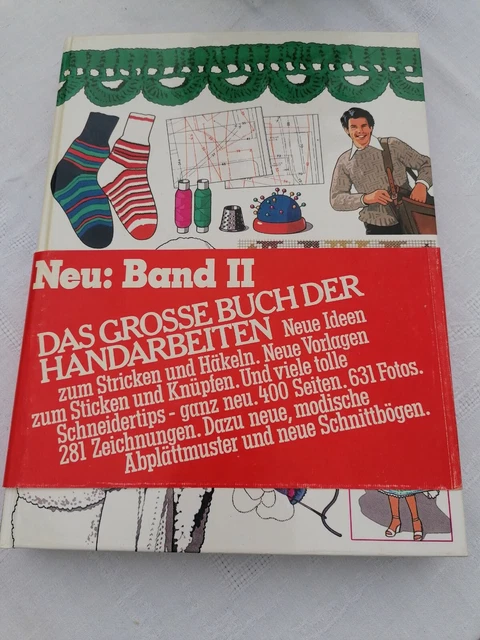 Neu: Band II
DAS GROSSE BUCH DER
HANDARBEITEN Neue Ideen
zum Stricken und Häkeln. Neue Vorlagen
zum Sticken und Knüpfen. Und viele tolle
Schneidertips - ganz neu. 400 Seiten. 631 Fotos.
281 Zeichnungen. Dazu neue, modische
Abplättmuster und neue Schnittbögen.